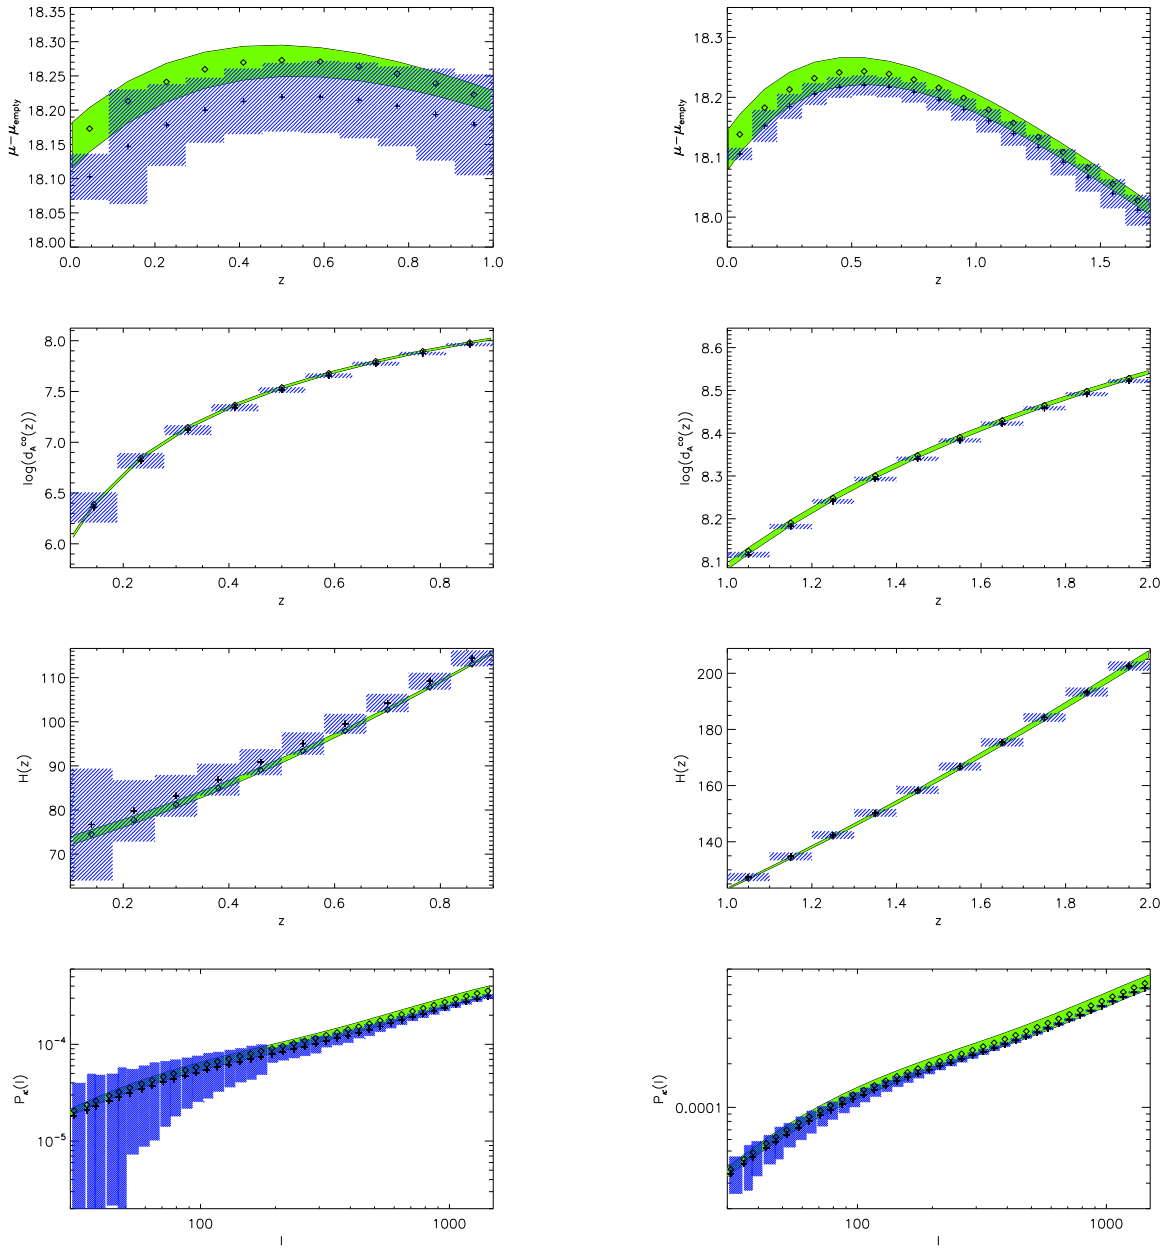 18.35 18.30 18.25 18.20 18.15 18.10 18.05 18.00
μ−μempty
0.0 0.2 0.4 0.6 0.8 1.0
z
18.3 18.2 18.1 18.0
μ−μempty
0.0 0.5 1.0 1.5
z
8.0 7.5 7.0 6.5 6.0
log(dA^co(z))
0.2 0.4 0.6 0.8
z
8.6 8.5 8.4 8.3 8.2 8.1
log(dA^co(z))
1.0 1.2 1.4 1.6 1.8 2.0
z
110 100 90 80 70
H(z)
0.2 0.4 0.6 0.8
z
200 180 160 140
H(z)
1.0 1.2 1.4 1.6 1.8 2.0
z
10⁻⁴ 10⁻⁵
Pκ(l)
100 1000
l
0.0001
Pκ(l)
100 1000
l